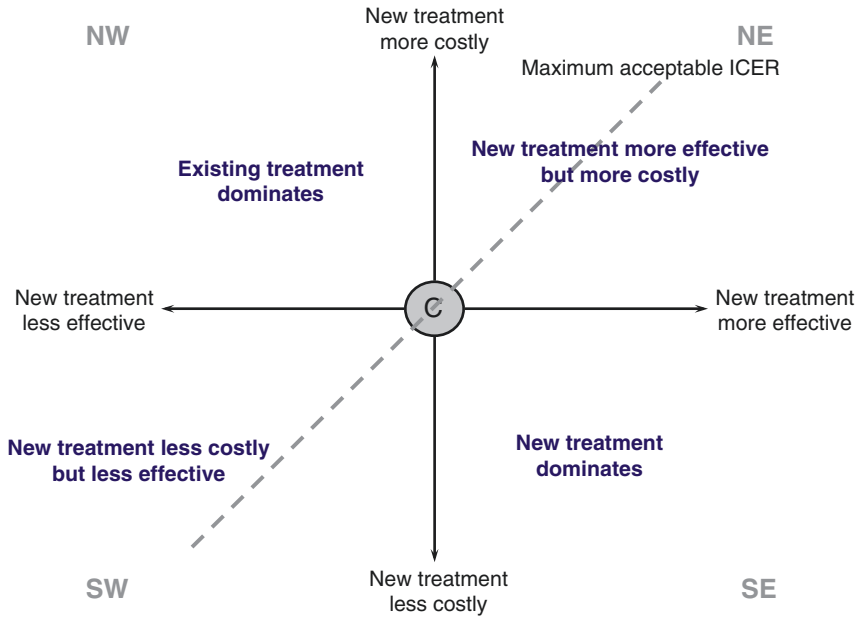 NW
New treatment
more costly
NE
Maximum acceptable ICER
Existing treatment
dominates
New treatment more effective
but more costly
New treatment
less effective
C
New treatment
more effective
New treatment less costly
but less effective
New treatment
dominates
SW
New treatment
less costly
SE